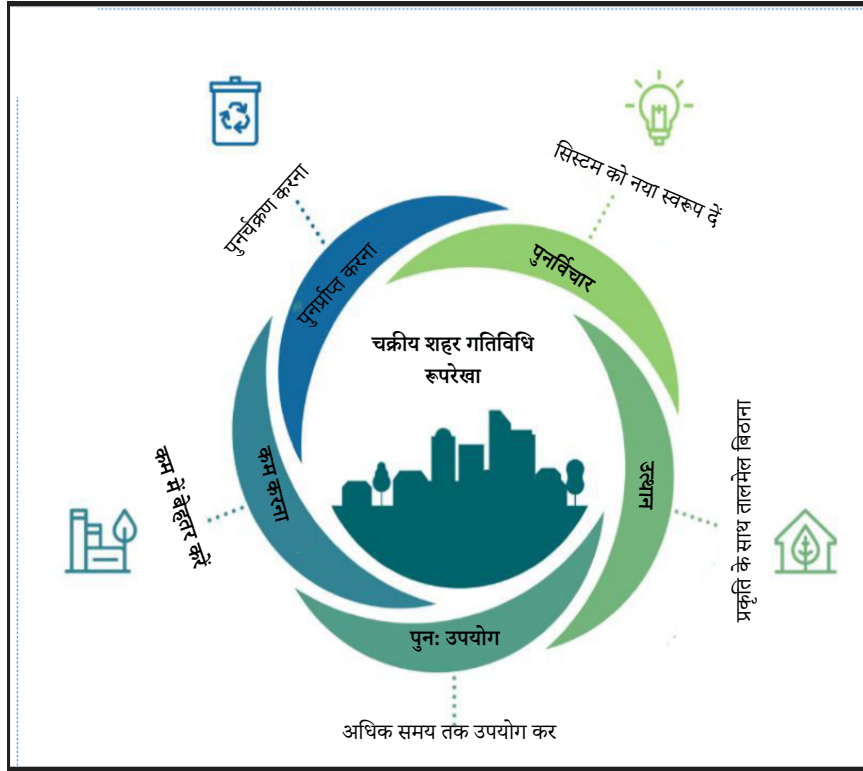 सिस्टम को नया स्वरूप दें
पुनर्चक्रण करना
पुनर्विचार
पुनर्प्राप्त करना
चक्रीय शहर गतिविधि
रूपरेखा
प्रकृति के साथ तालमेल बिठाना
उत्थान
कम करना
कम में बेहतर करें
पुन: उपयोग
अधिक समय तक उपयोग कर